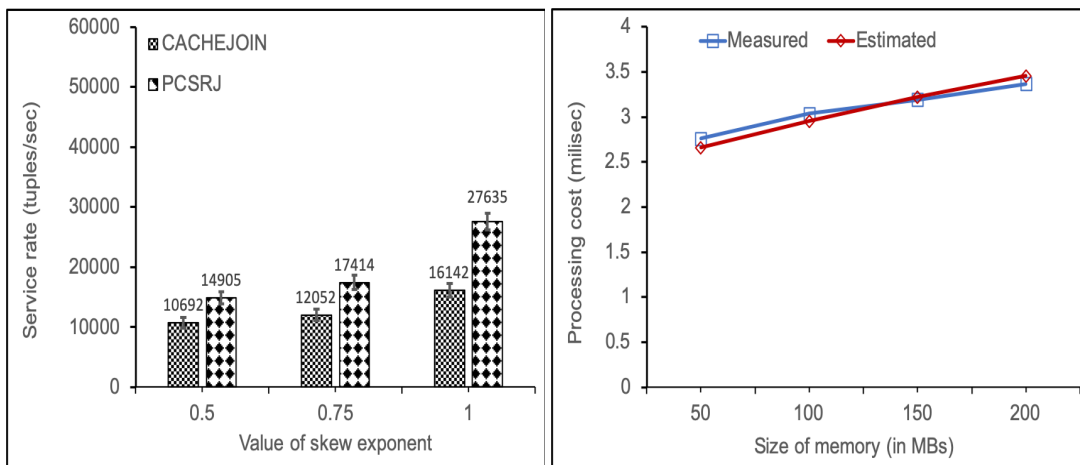 60000
50000
40000
30000
20000
10000
0
Service rate (tuples/sec)
CACHEJOIN
PCSRJ
10692
14905
12052
17414
16142
27635
0.5 0.75 1
Value of skew exponent
4
3.5
3
2.5
2
1.5
1
0.5
0
Processing cost (milisec)
Measured Estimated
50 100 150 200
Size of memory (in MBs)